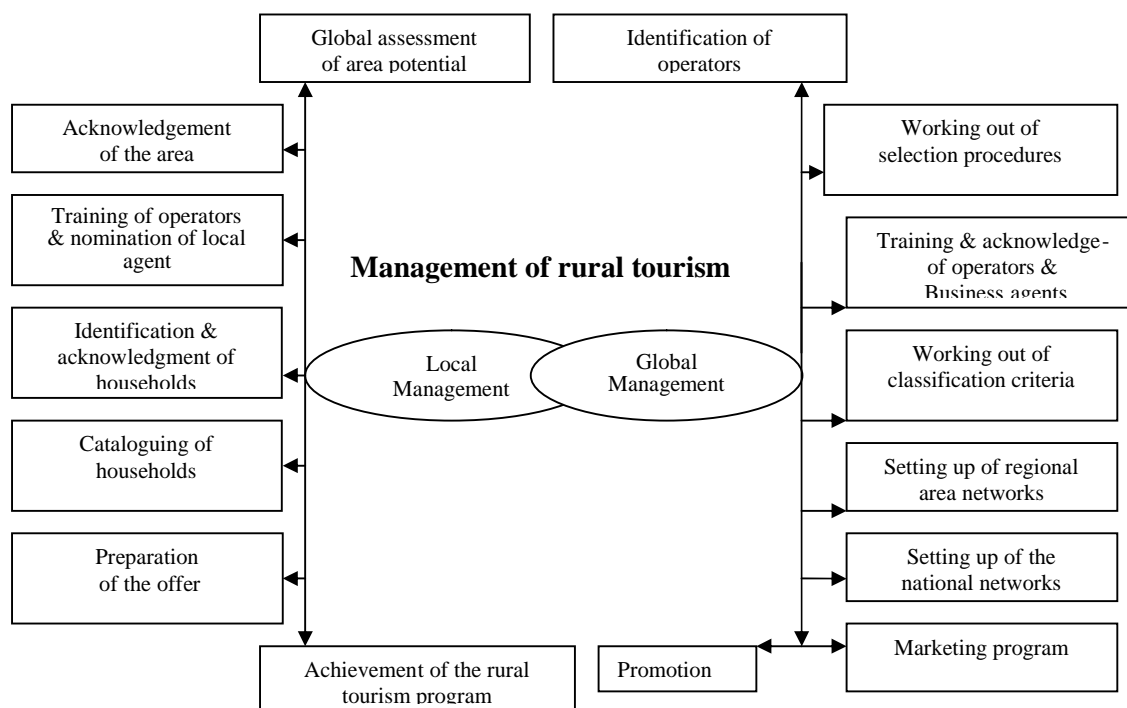 Global assessment
of area potential
Identification of
operators
Acknowledgement
of the area
Working out of
selection procedures
Training of operators
& nomination of local
agent
Training & acknowledge-
of operators &
Business agents
Management of rural tourism
Identification &
acknowledgment of
households
Local
Management
Global
Management
Working out of
classification criteria
Cataloguing of
households
Setting up of regional
area networks
Preparation
of the offer
Setting up of the
national networks
Achievement of the rural
tourism program
Promotion
Marketing program